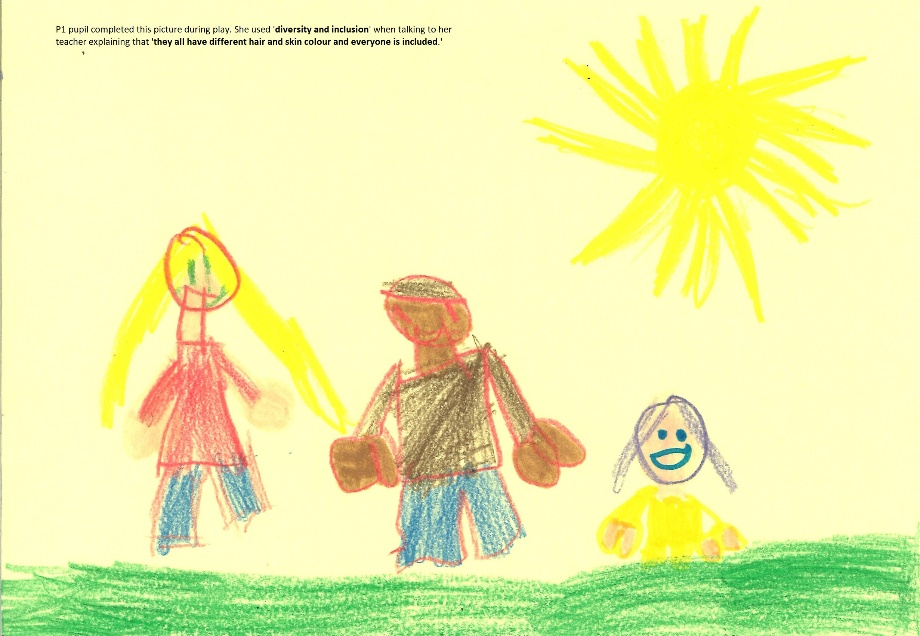 P1 pupil completed this picture during play. She used 'diversity and inclusion' when talking to her
teacher explaining that 'they all have different hair and skin colour and everyone is included.'